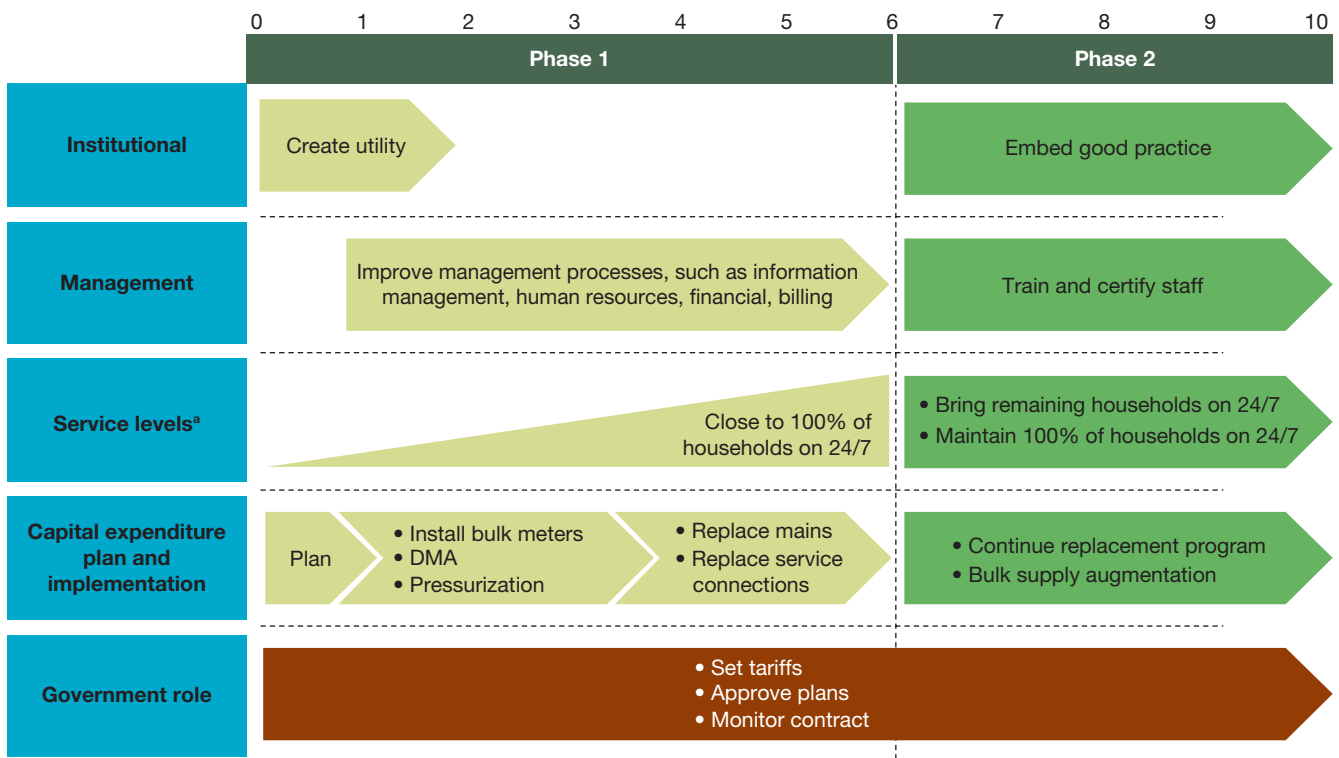 0 1 2 3 4 5 6 7 8 9 10
Phase 1
Phase 2
Institutional
Create utility
Embed good practice
Management
Improve management processes, such as information
management, human resources, financial, billing
Train and certify staff
Service levelsᵃ
Close to 100% of
households on 24/7
• Bring remaining households on 24/7
• Maintain 100% of households on 24/7
Capital expenditure
plan and
implementation
Plan
• Install bulk meters
• DMA
• Pressurization
• Replace mains
• Replace service
connections
• Continue replacement program
• Bulk supply augmentation
Government role
• Set tariffs
• Approve plans
• Monitor contract